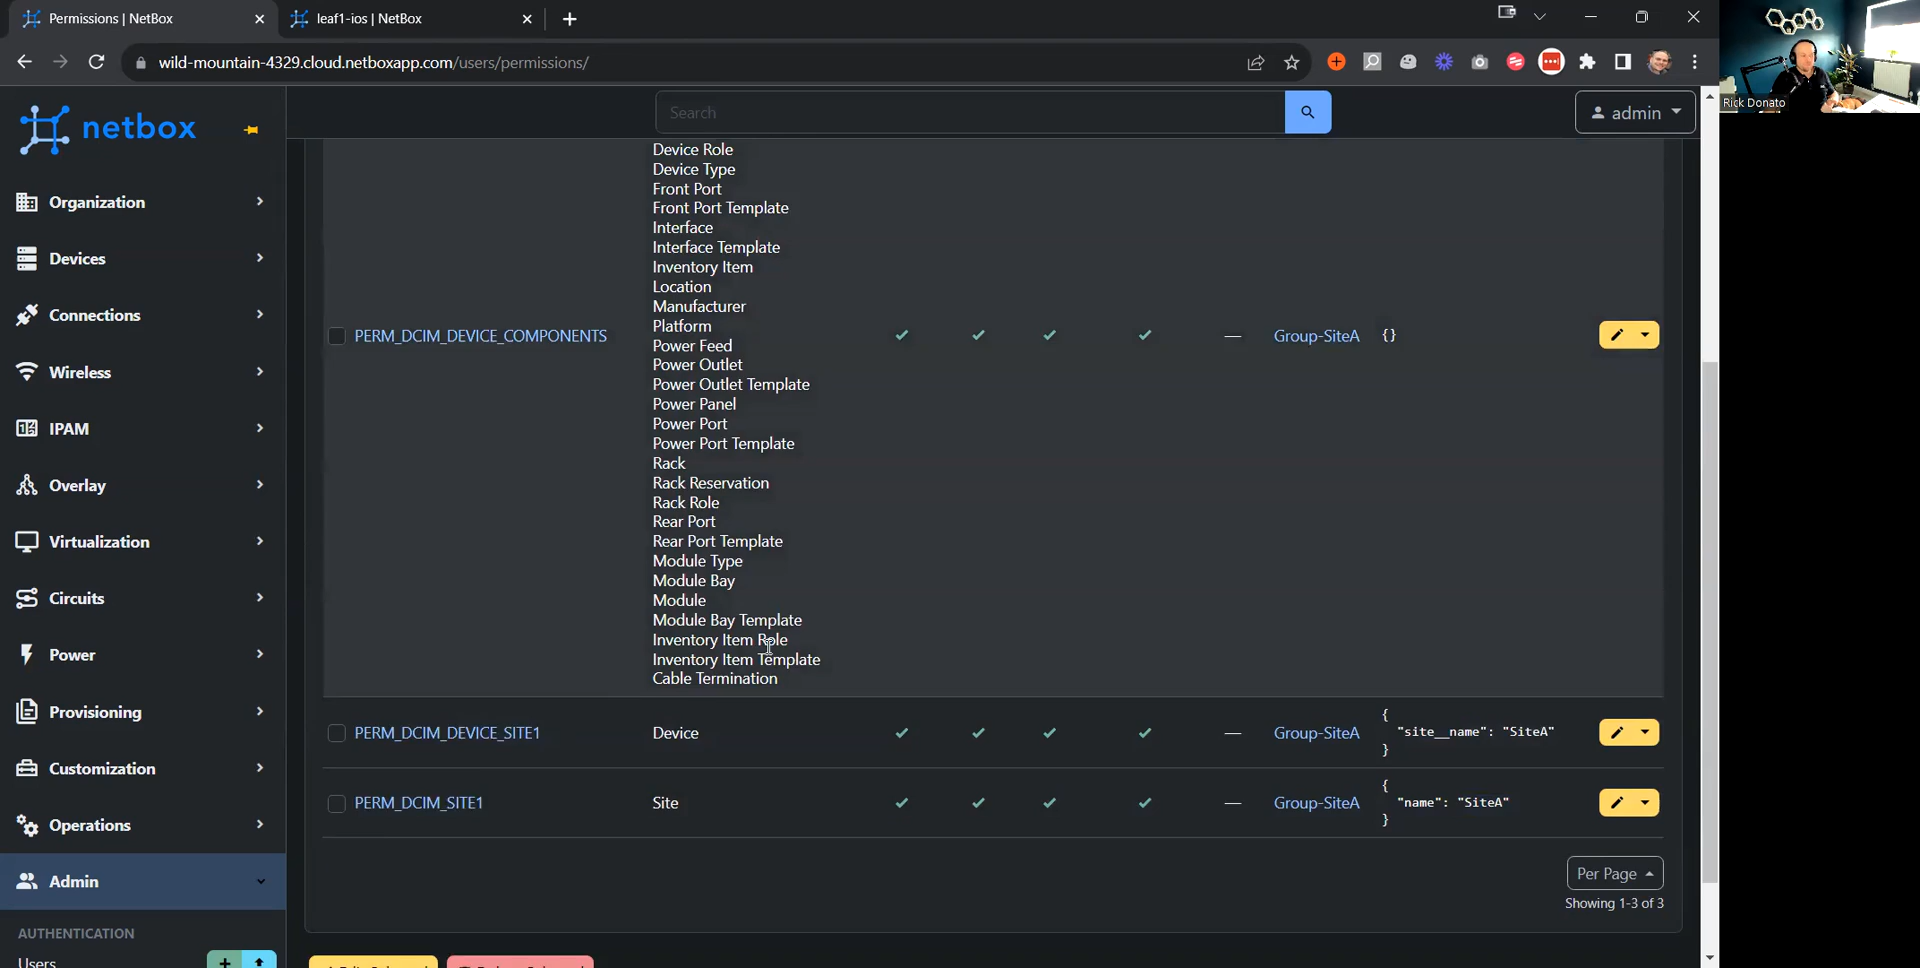 Permissions | NetBox
leaf1-ios | NetBox
wild-mountain-4329.cloud.netboxapp.com/users/permissions/
Rick Donato
netbox
Search
admin
Organization
Devices
Connections
Wireless
IPAM
Overlay
Virtualization
Circuits
Power
Provisioning
Customization
Operations
Admin
AUTHENTICATION
Users
Device Role
Device Type
Front Port
Front Port Template
Interface
Interface Template
Inventory Item
Location
Manufacturer
Platform
Power Feed
Power Outlet
Power Outlet Template
Power Panel
Power Port
Power Port Template
Rack
Rack Reservation
Rack Role
Rear Port
Rear Port Template
Module Type
Module Bay
Module
Module Bay Template
Inventory Item Role
Inventory Item Template
Cable Termination
PERM_DCIM_DEVICE_COMPONENTS
Group-SiteA
{}
PERM_DCIM_DEVICE_SITE1
Device
Group-SiteA
{
"site__name": "SiteA"
}
PERM_DCIM_SITE1
Site
Group-SiteA
{
"name": "SiteA"
}
Per Page
Showing 1-3 of 3